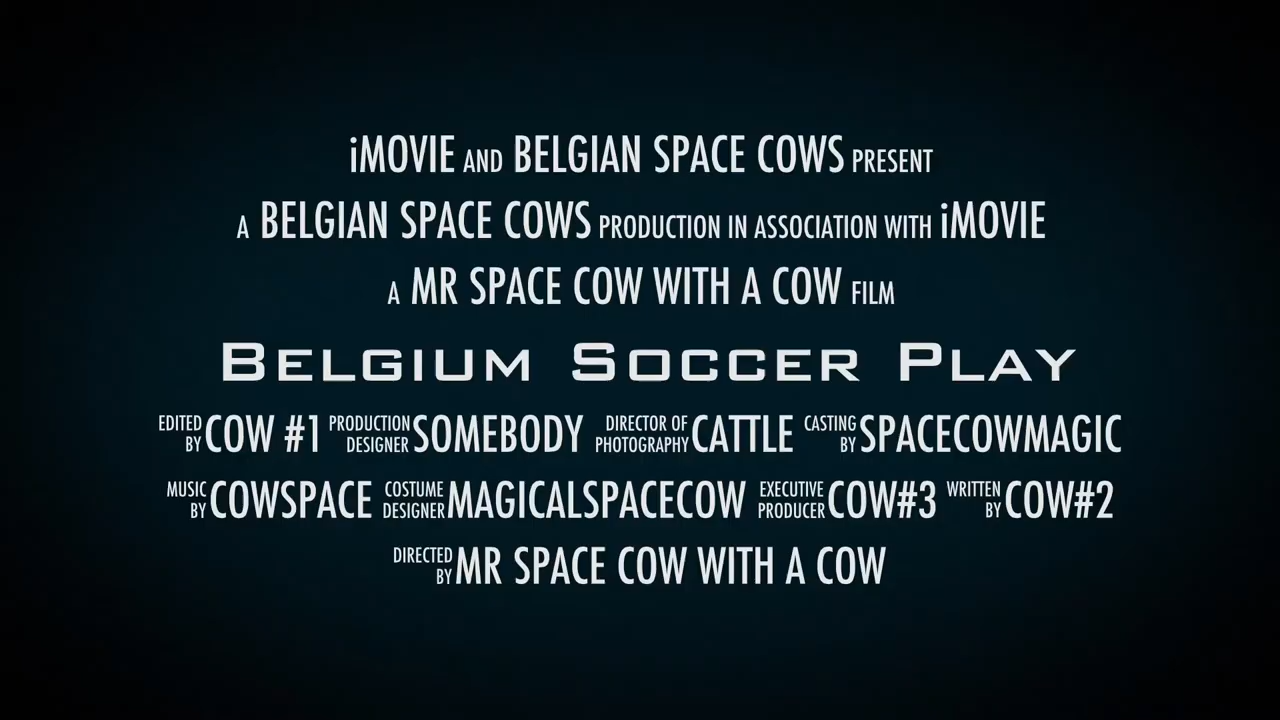 iMOVIE AND BELGIAN SPACE COWS PRESENT
A BELGIAN SPACE COWS PRODUCTION IN ASSOCIATION WITH iMOVIE
A MR SPACE COW WITH A COW FILM
BELGIUM SOCCER PLAY
EDITED BY COW #1 PRODUCTION DESIGNER SOMEBODY DIRECTOR OF PHOTOGRAPHY CATTLE CASTING BY SPACECOWMAGIC
MUSIC BY COWSPACE COSTUME DESIGNER MAGICALSPACECOW EXECUTIVE PRODUCER COW#3 WRITTEN BY COW#2
DIRECTED BY MR SPACE COW WITH A COW